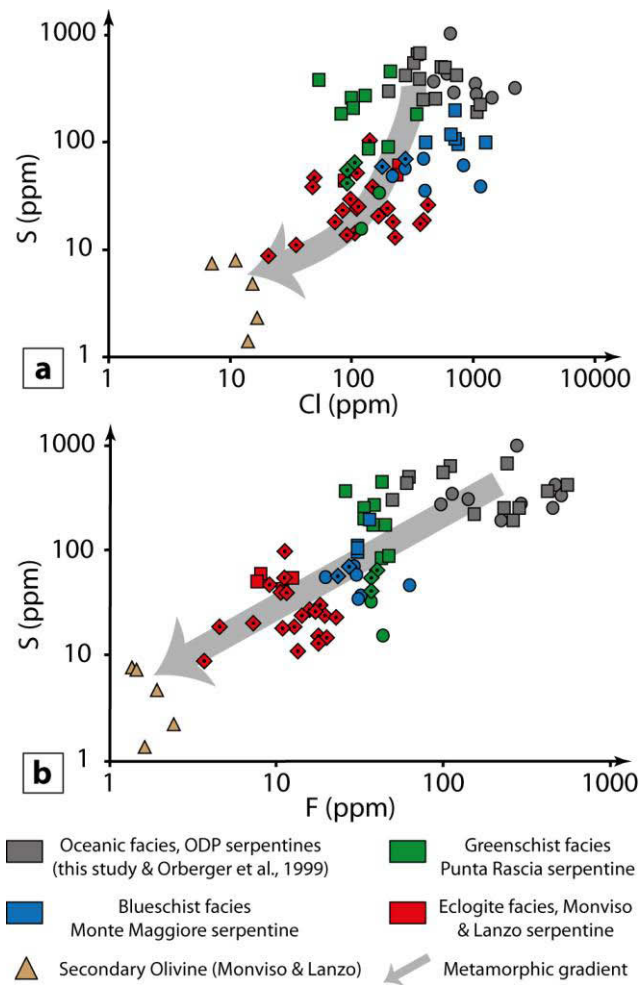 1000
100
10
1
S (ppm)
a
1 10 100 1000 10000
Cl (ppm)
1000
100
10
1
S (ppm)
b
1 10 100 1000
F (ppm)
Oceanic facies, ODP serpentines
(this study & Orberger et al., 1999)
Greenschist facies
Punta Rascia serpentine
Blueschist facies
Monte Maggiore serpentine
Eclogite facies, Monviso
& Lanzo serpentine
Secondary Olivine (Monviso & Lanzo)
Metamorphic gradient